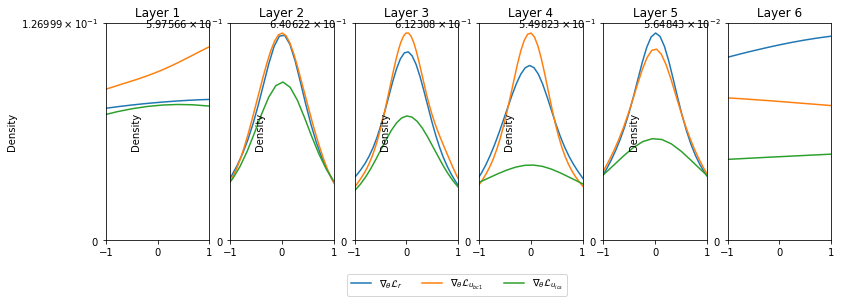 Layer 1 Layer 2 Layer 3 Layer 4 Layer 5 Layer 6
1.26999 × 10⁻¹ 5.97566 × 10⁻¹ 6.40622 × 10⁻¹ 6.12308 × 10⁻¹ 5.49823 × 10⁻¹ 5.64843 × 10⁻²
Density Density Density Density Density Density
0 0 0 0 0 0
−1 0 1 −1 0 1 −1 0 1 −1 0 1 −1 0 1 −1 0 1
∇θℒr ∇θℒu_bc1 ∇θℒu_ics